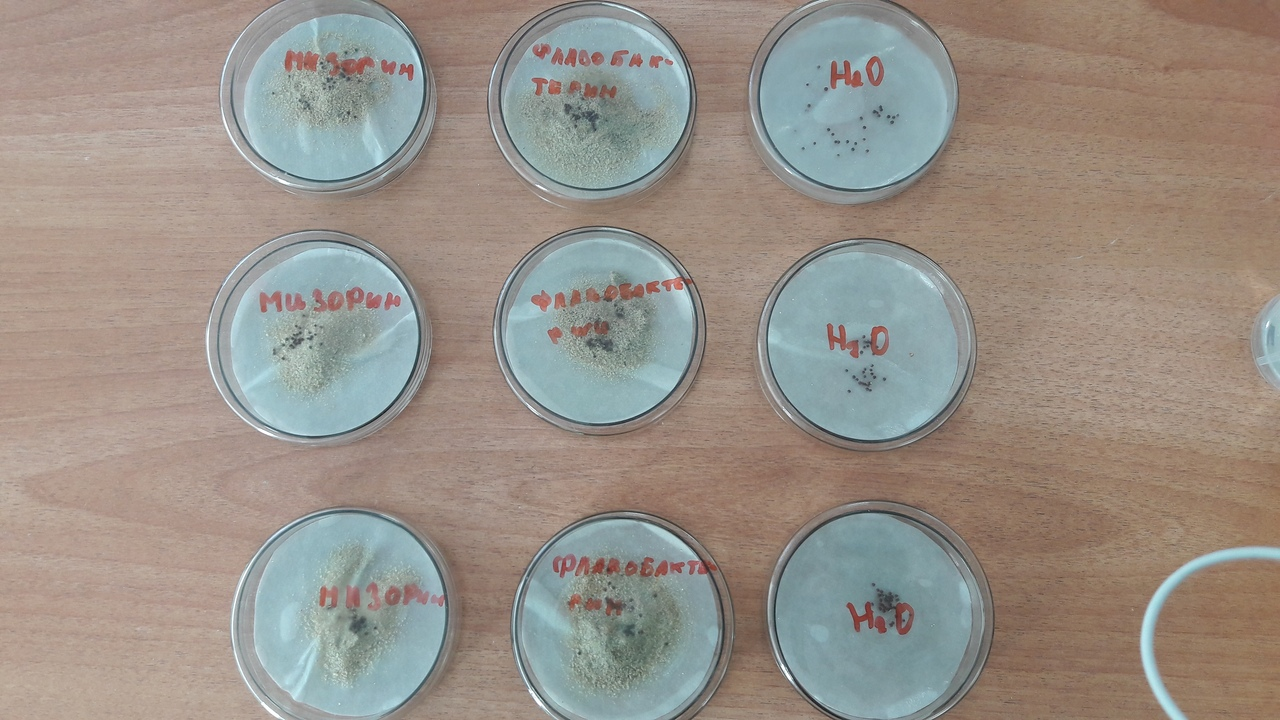 Мизорин
Флавобак-
терин
H2O
Мизорин
Флавобакте-
рин
H2O
Мизорин
Флавобакте-
рин
H2O